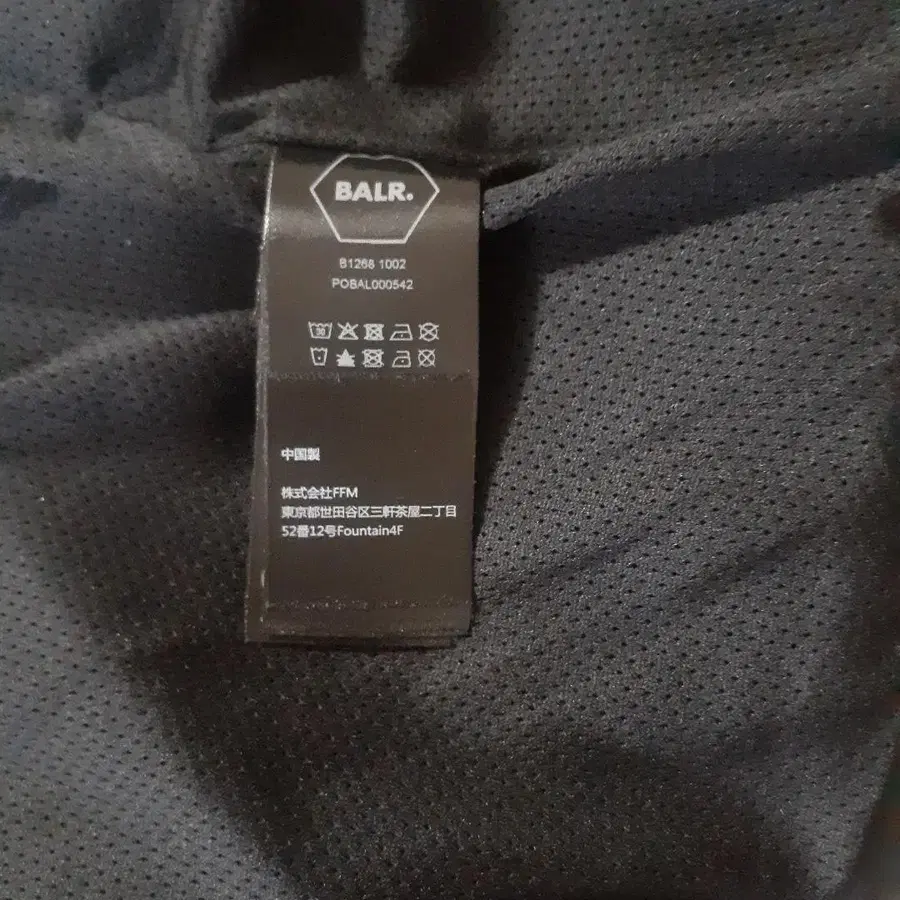 BALR.
B1268 1002
POBAL000542
30
中国製
株式会社FFM
東京都世田谷区三軒茶屋二丁目
52番12号Fountain4F